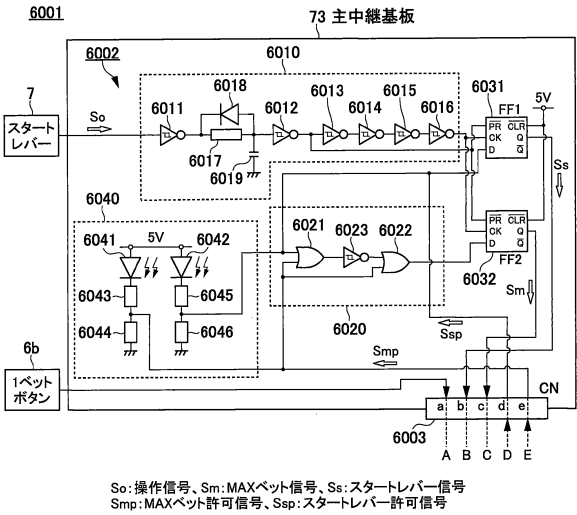 6001
73 主中継基板
6002
6010
7
スタート
レバー
So
6011
6018
6012
6013
6014
6015
6016
6017
6019
6031
FF1
5V
PR CLR
CK Q
D Q
Ss
6040
6041
5V
6042
6043
6045
6044
6046
6021
6023
6022
6020
PR CLR
CK Q
D Q
6032
FF2
Sm
Ssp
Smp
6b
1ベット
ボタン
CN
a b c d e
6003
A B C D E
So:操作信号、Sm:MAXベット信号、Ss:スタートレバー信号
Smp:MAXベット許可信号、Ssp:スタートレバー許可信号